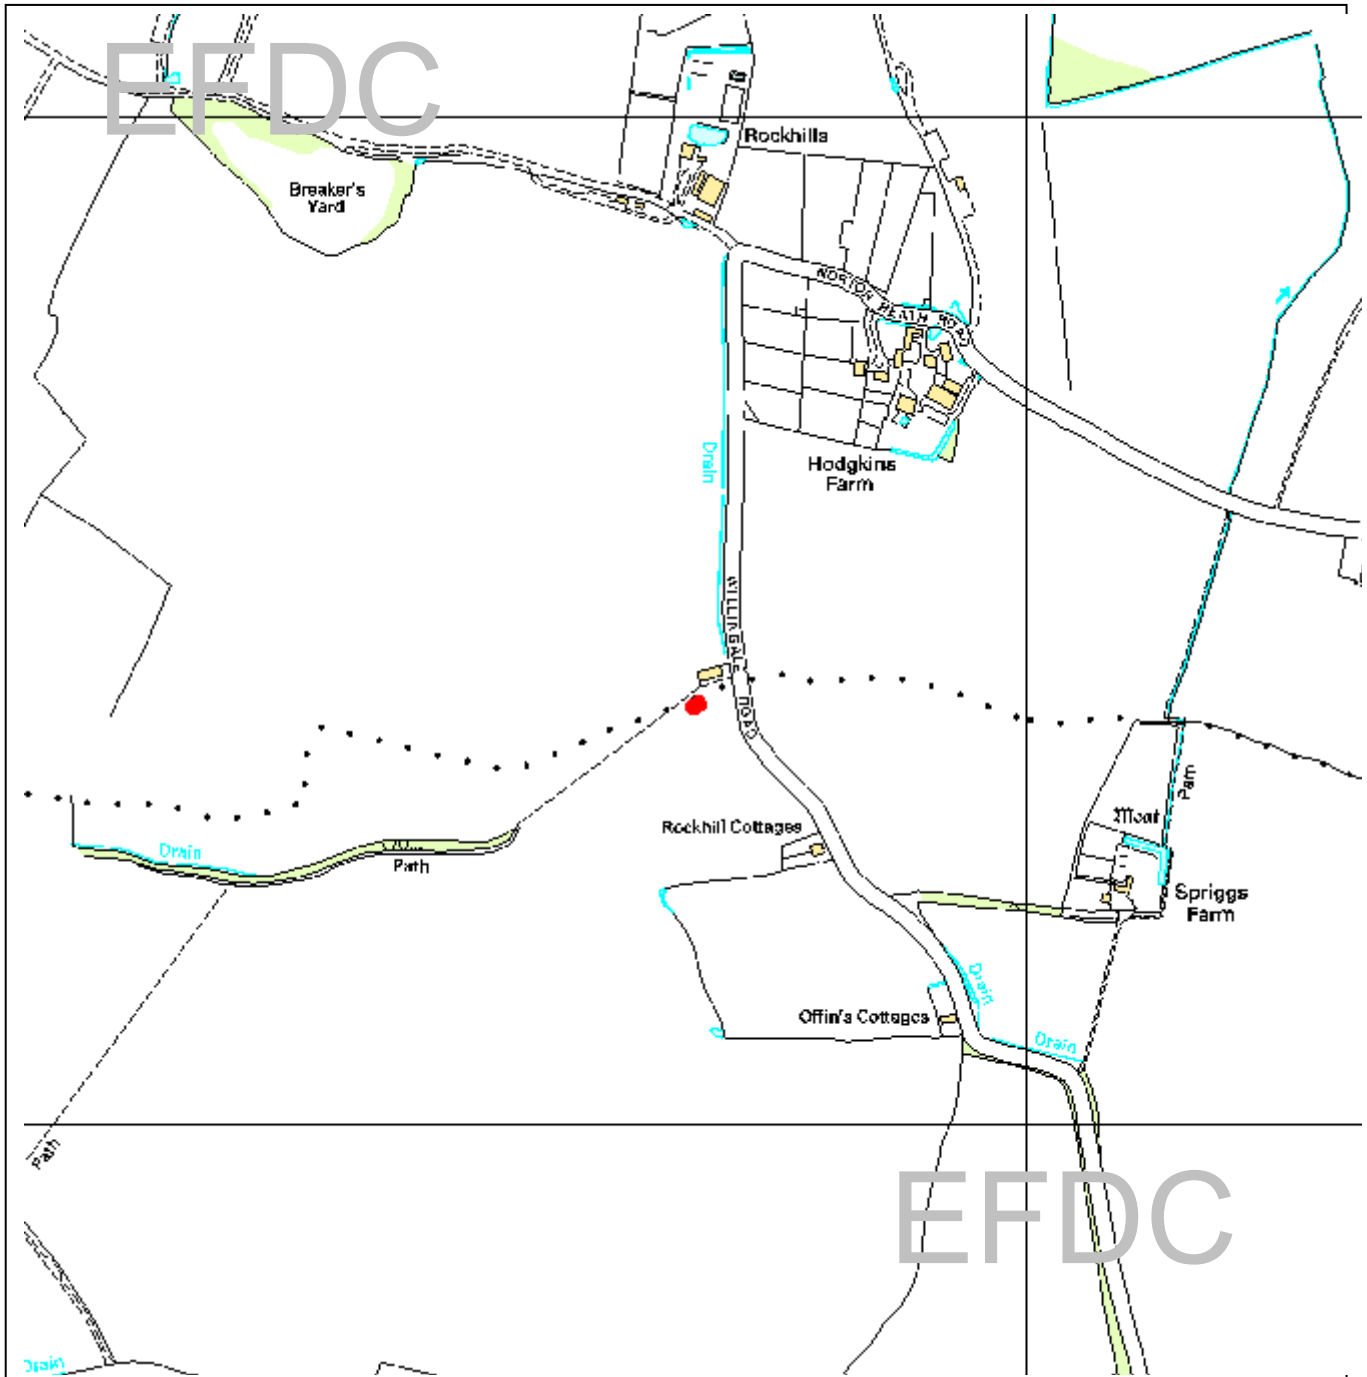 EFDC
Rockhills
Breaker's
Yard
NORTON HEATH ROAD
Drain
Hodgkins
Farm
WILLINGALE ROAD
Path
Moat
Rockhill Cottages
Drain
Path
Spriggs
Farm
Drain
Offin's Cottages
Drain
Path
EFDC
Drain